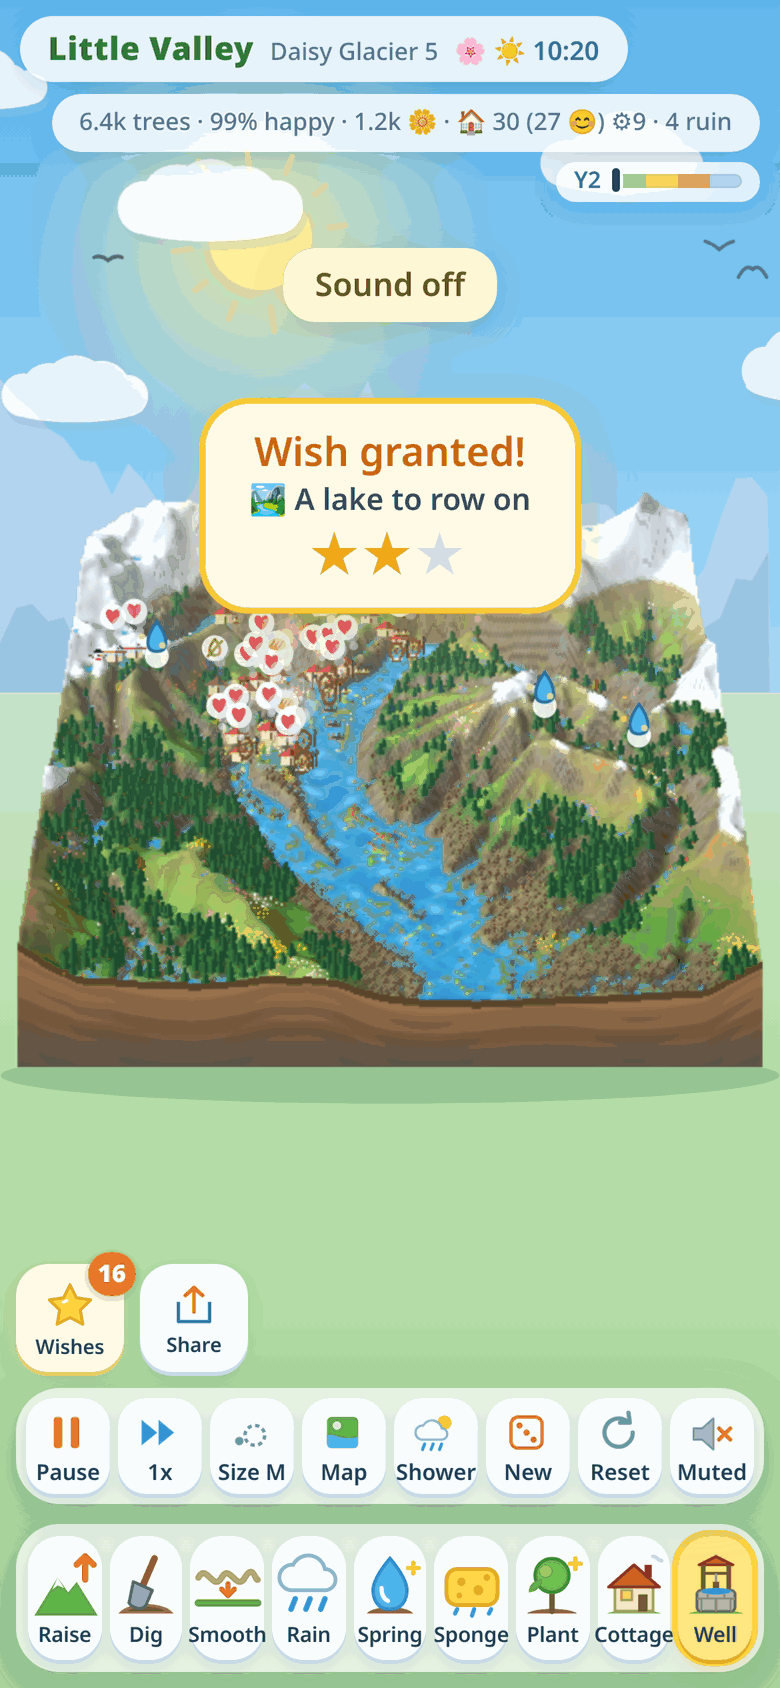 Little Valley Daisy Glacier 5 🌸 ☀️ 10:20
6.4k trees · 99% happy · 1.2k 🌼 · 🏠 30 (27 😊) ⚙9 · 4 ruin
Y2
Sound off
Wish granted!
🏞️ A lake to row on
16
Wishes
Share
Pause
1x
Size M
Map
Shower
New
Reset
Muted
Raise
Dig
Smooth
Rain
Spring
Sponge
Plant
Cottage
Well